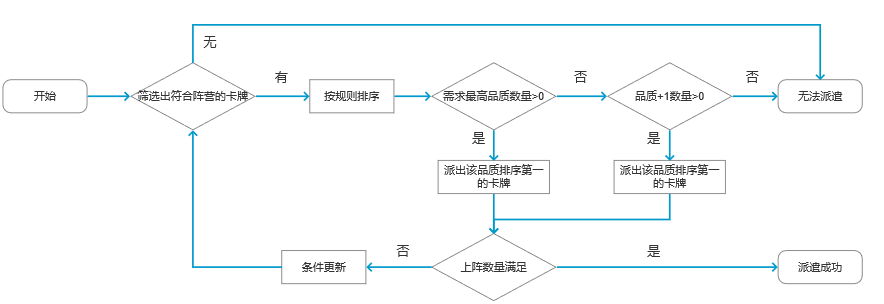 无
有
否
否
开始
筛选出符合阵营的卡牌
按规则排序
需求最高品质数量>0
品质+1数量>0
无法派遣
是
是
派出该品质排序第一
的卡牌
派出该品质排序第一
的卡牌
否
是
条件更新
上阵数量满足
派遣成功